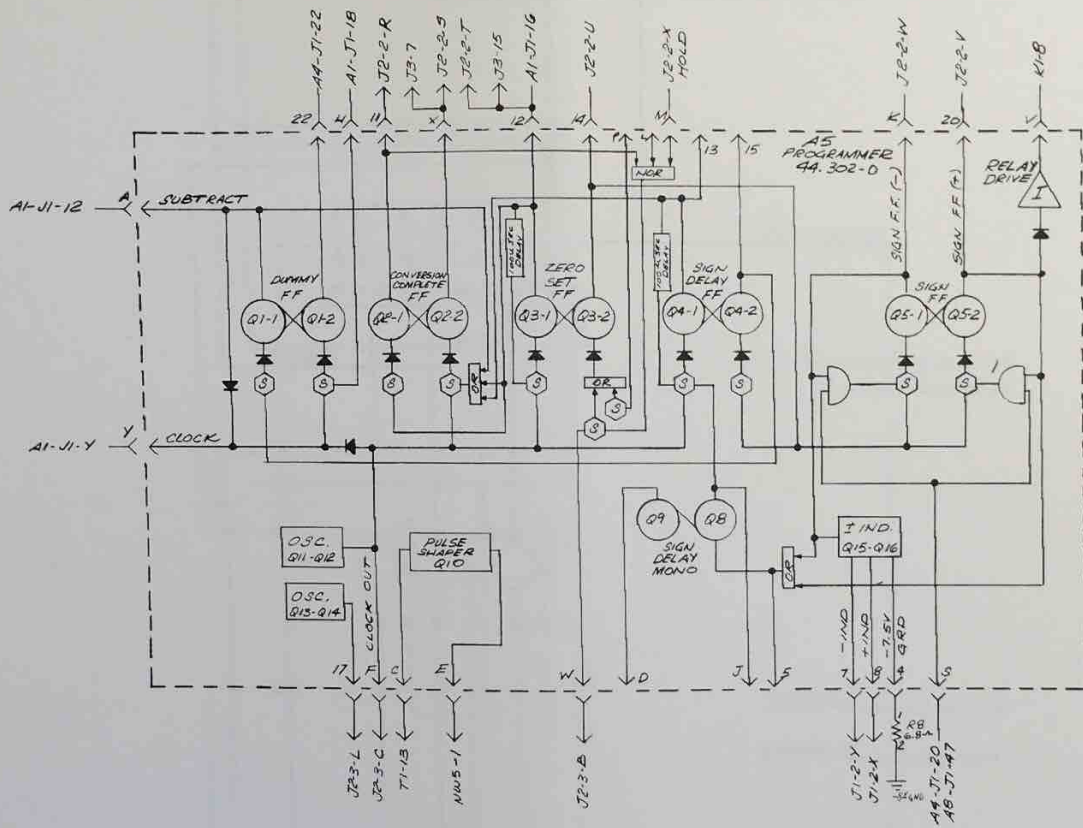 A4-J1-22
A1-J1-18
J2-2-R
J3-7
J2-2-S
J2-2-T
J3-15
A1-J1-16
J2-2-U
J2-2-X
HOLD
J2-2-W
J2-2-V
K1-8
22
H
11
X
12
14
M
K
20
V
P
L
13
15
A5
PROGRAMMER
44.302-D
NOR
RELAY
DRIVE
I
A1-J1-12
A
SUBTRACT
SIGN F.F. (-)
SIGN FF (+)
DUMMY
FF
CONVERSION
COMPLETE
FF
DELAY
ZERO
SET
FF
DELAY
SIGN
DELAY
FF
SIGN
FF
Q1-1
Q1-2
Q2-1
Q2-2
Q3-1
Q3-2
Q4-1
Q4-2
Q5-1
Q5-2
S
S
S
S
OR
S
OR
S
S
S
S
S
S
A1-J1-Y
Y
CLOCK
OSC.
Q11-Q12
OSC.
Q13-Q14
CLOCK OUT
PULSE
SHAPER
Q10
Q9
Q8
SIGN
DELAY
MONO
OR
I IND.
Q15-Q16
-IND
+IND
-7.5V
GRD
17
F
C
E
W
D
J
5
7
8
4
S
J2-3-L
J2-3-C
T1-13
NW5-1
J2-3-B
J1-2-Y
J1-2-X
R8
A4-J1-20
A8-J1-47